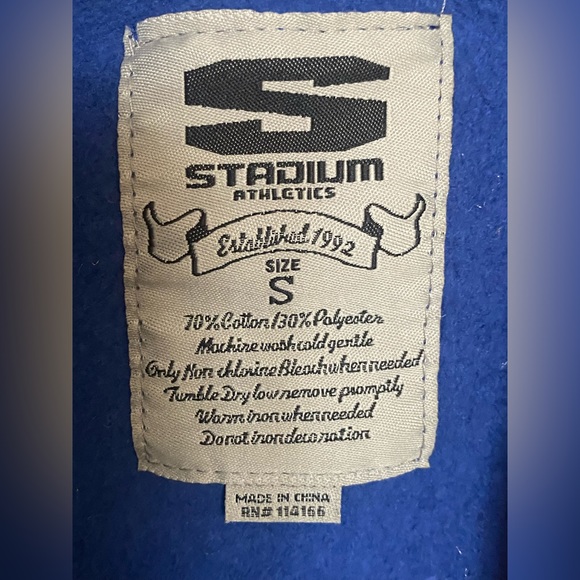 S
STADIUM
ATHLETICS
Established 1992
SIZE
S
70% Cotton/30% Polyester
Machine wash cold gentle
Only Non chlorine Bleach when needed
Tumble Dry low remove promptly
Warm iron when needed
Do not iron decoration
MADE IN CHINA
RN# 114166